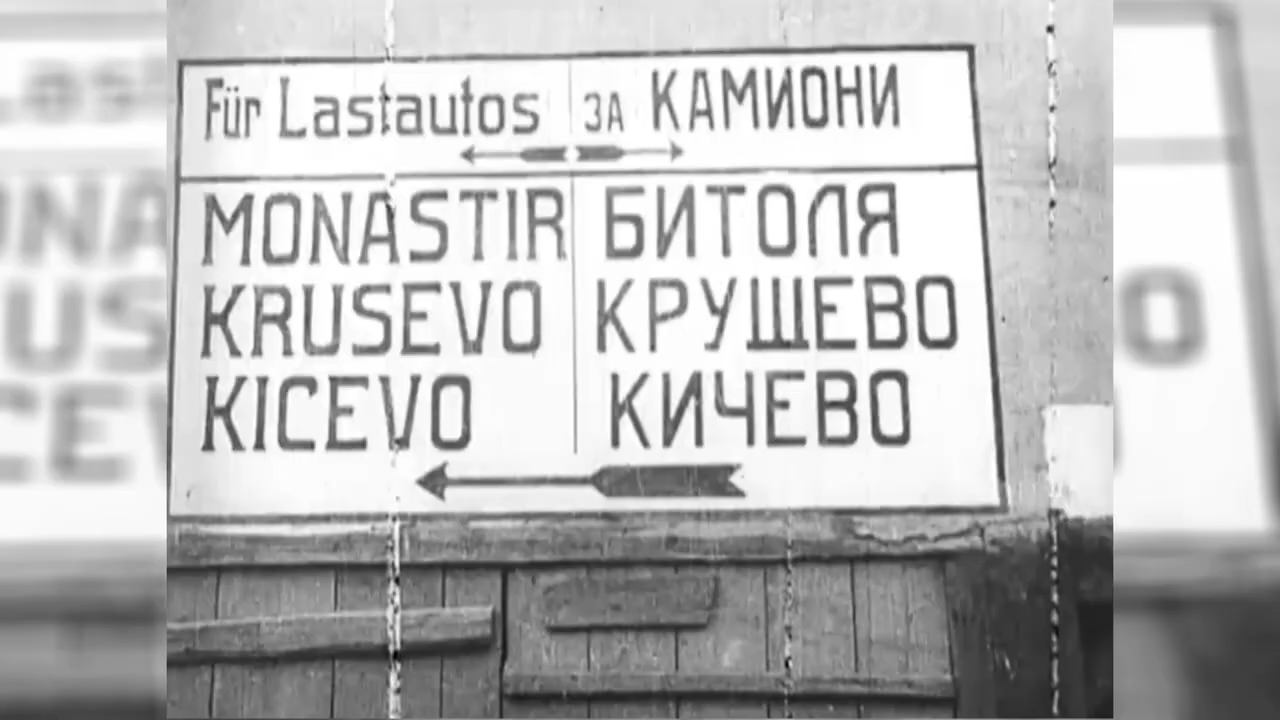 Für Lastautos за КАМИОНИ
MONASTIR БИТОЛЯ
KRUSEVO КРУШЕВО
KICEVO КИЧЕВО